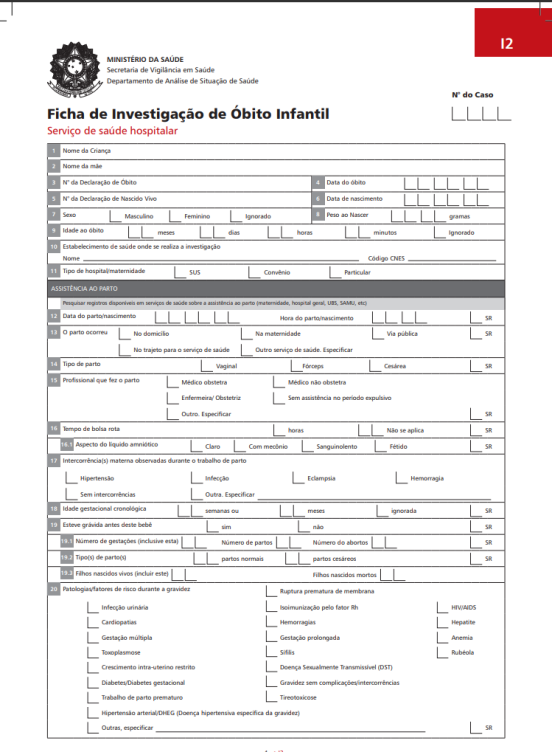 I2
MINISTÉRIO DA SAÚDE
Secretaria de Vigilância em Saúde
Departamento de Análise de Situação de Saúde
N° do Caso
Ficha de Investigação de Óbito Infantil
Serviço de saúde hospitalar
1 Nome da Criança
2 Nome da mãe
3 N° da Declaração de Óbito 4 Data do óbito
5 N° da Declaração de Nascido Vivo 6 Data de nascimento
7 Sexo Masculino Feminino Ignorado 8 Peso ao Nascer gramas
9 Idade ao óbito meses dias horas minutos Ignorado
10 Estabelecimento de saúde onde se realiza a investigação
Nome Código CNES
11 Tipo de hospital/maternidade SUS Convênio Particular
ASSISTÊNCIA AO PARTO
Pesquisar registros disponíveis em serviços de saúde sobre a assistência ao parto (maternidade, hospital geral, UBS, SAMU, etc)
12 Data do parto/nascimento Hora do parto/nascimento SR
13 O parto ocorreu No domicílio Na maternidade Via pública SR
No trajeto para o serviço de saúde Outro serviço de saúde. Especificar
14 Tipo de parto Vaginal Fórceps Cesárea SR
15 Profissional que fez o parto Médico obstetra Médico não obstetra
Enfermeira/ Obstetriz Sem assistência no período expulsivo
Outro. Especificar SR
16 Tempo de bolsa rota horas Não se aplica SR
16.1 Aspecto do líquido amniótico Claro Com mecônio Sanguinolento Fétido SR
17 Intercorrência(s) materna observadas durante o trabalho de parto
Hipertensão Infecção Eclampsia Hemorragia
Sem intercorrências Outra. Especificar
18 Idade gestacional cronológica semanas ou meses ignorada SR
19 Esteve grávida antes deste bebê sim não SR
19.1 Número de gestações (inclusive esta) Número de partos Número do abortos SR
19.2 Tipo(s) de parto(s) partos normais partos cesáreos SR
19.3 Filhos nascidos vivos (incluir este) Filhos nascidos mortos SR
20 Patologias/fatores de risco durante a gravidez Ruptura prematura de membrana
Infecção urinária Isoimunização pelo fator Rh HIV/AIDS
Cardiopatias Hemorragias Hepatite
Gestação múltipla Gestação prolongada Anemia
Toxoplasmose Sífilis Rubéola
Crescimento intra-uterino restrito Doença Sexualmente Transmissível (DST)
Diabetes/Diabetes gestacional Gravidez sem complicações/intercorrências
Trabalho de parto prematuro Tireotoxicose
Hipertensão arterial/DHEG (Doença hipertensiva específica da gravidez)
Outras, especificar SR